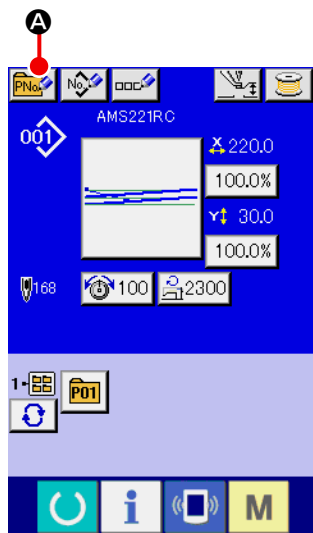 A
PNo. No.
AMS221RC
001
X 220.0
100.0%
Y 30.0
100.0%
168 100 2300
1 P01
i M